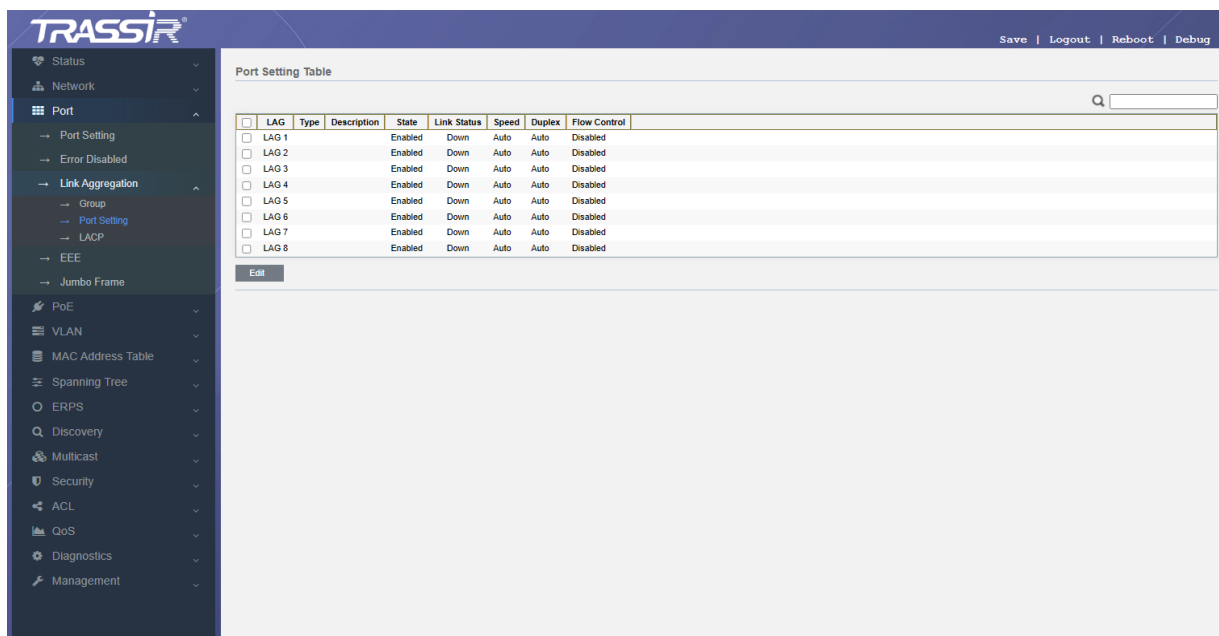 TRASSIR®
Save | Logout | Reboot | Debug
Status
Network
Port
→ Port Setting
→ Error Disabled
→ Link Aggregation
→ Group
→ Port Setting
→ LACP
→ EEE
→ Jumbo Frame
PoE
VLAN
MAC Address Table
Spanning Tree
ERPS
Discovery
Multicast
Security
ACL
QoS
Diagnostics
Management
Port Setting Table
LAG Type Description State Link Status Speed Duplex Flow Control
LAG 1 Enabled Down Auto Auto Disabled
LAG 2 Enabled Down Auto Auto Disabled
LAG 3 Enabled Down Auto Auto Disabled
LAG 4 Enabled Down Auto Auto Disabled
LAG 5 Enabled Down Auto Auto Disabled
LAG 6 Enabled Down Auto Auto Disabled
LAG 7 Enabled Down Auto Auto Disabled
LAG 8 Enabled Down Auto Auto Disabled
Edit